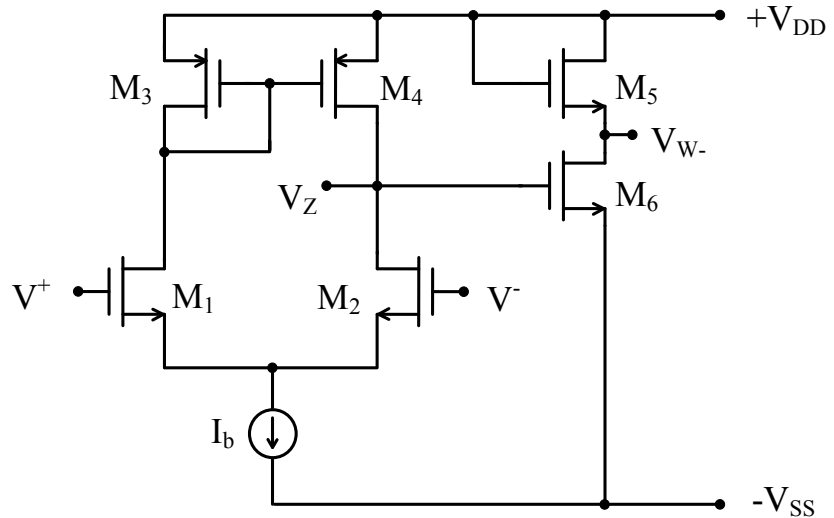 +V_DD
M_3
M_4
M_5
V_W-
V_Z
M_6
V^+
M_1
M_2
V^-
I_b
-V_SS